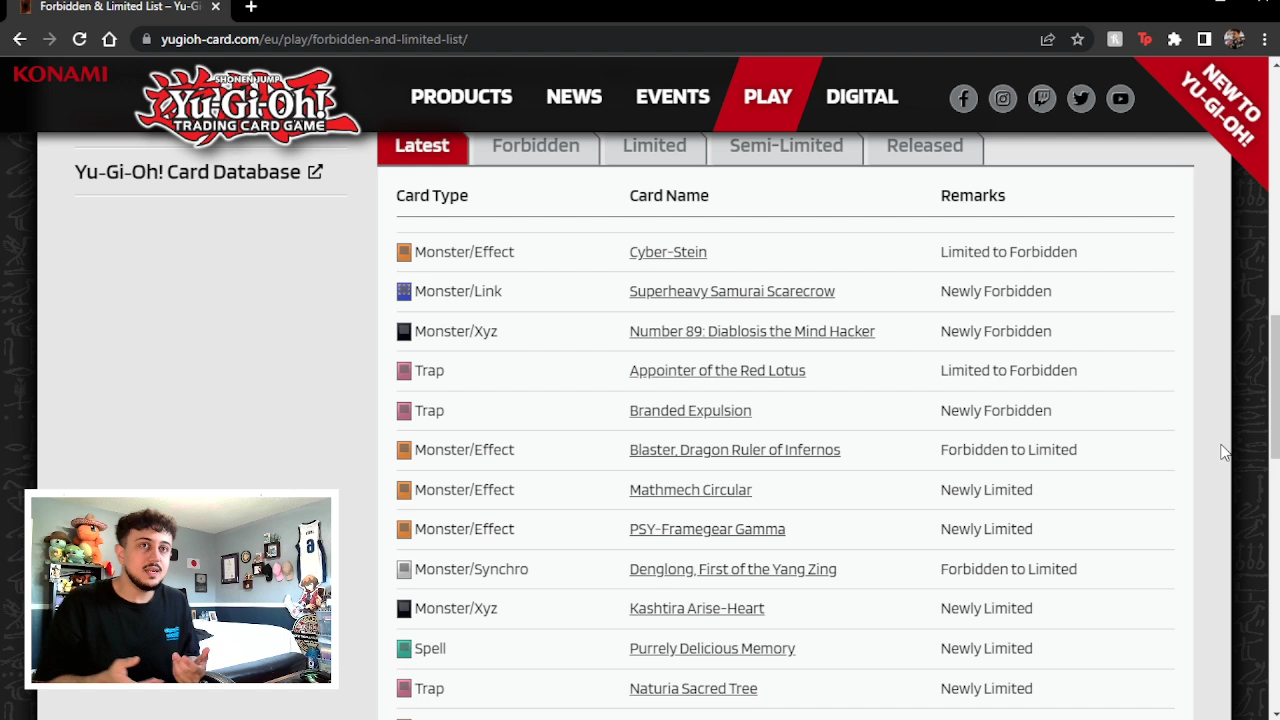 Forbidden & Limited List – Yu-Gi
yugioh-card.com/eu/play/forbidden-and-limited-list/
KONAMI
SHONEN JUMP
Yu-Gi-Oh!
TRADING CARD GAME
PRODUCTS NEWS EVENTS PLAY DIGITAL
NEW TO
YU-GI-OH!
Yu-Gi-Oh! Card Database
Latest Forbidden Limited Semi-Limited Released
Card Type Card Name Remarks
Monster/Effect Cyber-Stein Limited to Forbidden
Monster/Link Superheavy Samurai Scarecrow Newly Forbidden
Monster/Xyz Number 89: Diablosis the Mind Hacker Newly Forbidden
Trap Appointer of the Red Lotus Limited to Forbidden
Trap Branded Expulsion Newly Forbidden
Monster/Effect Blaster, Dragon Ruler of Infernos Forbidden to Limited
Monster/Effect Mathmech Circular Newly Limited
Monster/Effect PSY-Framegear Gamma Newly Limited
Monster/Synchro Denglong, First of the Yang Zing Forbidden to Limited
Monster/Xyz Kashtira Arise-Heart Newly Limited
Spell Purrely Delicious Memory Newly Limited
Trap Naturia Sacred Tree Newly Limited